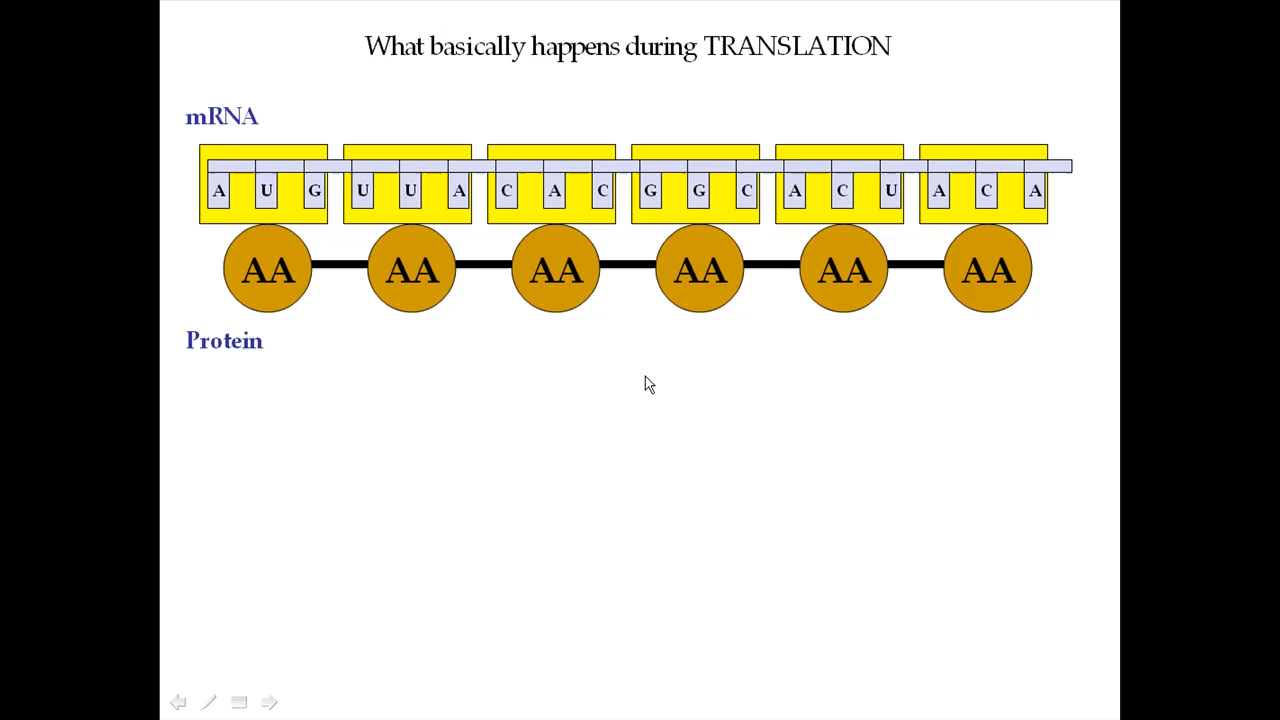 What basically happens during TRANSLATION
mRNA
A U G U U A C A C G G C A C U A C A
AA AA AA AA AA AA
Protein